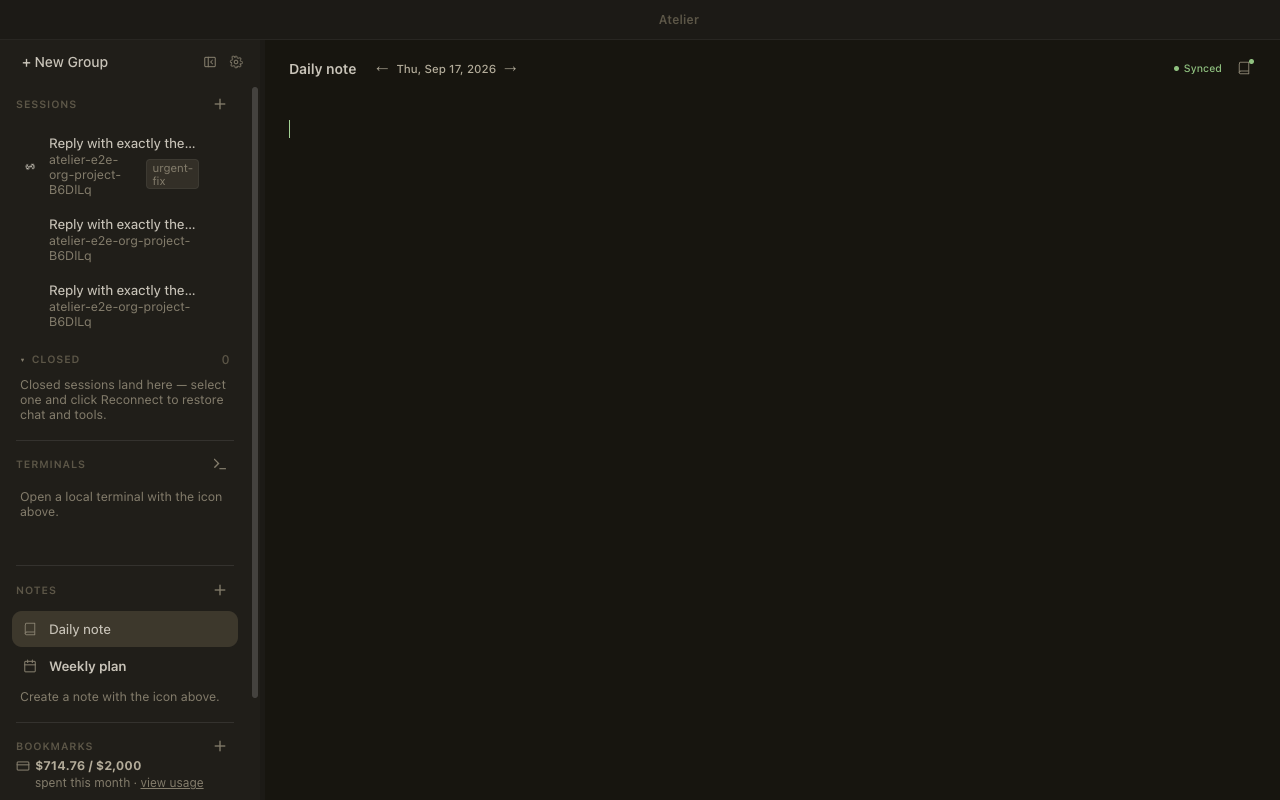 Atelier
+ New Group
SESSIONS
Reply with exactly the...
atelier-e2e-
org-project-
B6DlLq
urgent-
fix
Reply with exactly the...
atelier-e2e-org-project-
B6DlLq
Reply with exactly the...
atelier-e2e-org-project-
B6DlLq
CLOSED 0
Closed sessions land here — select
one and click Reconnect to restore
chat and tools.
TERMINALS
Open a local terminal with the icon
above.
NOTES
Daily note
Weekly plan
Create a note with the icon above.
BOOKMARKS
$714.76 / $2,000
spent this month · view usage
Daily note ← Thu, Sep 17, 2026 →
Synced